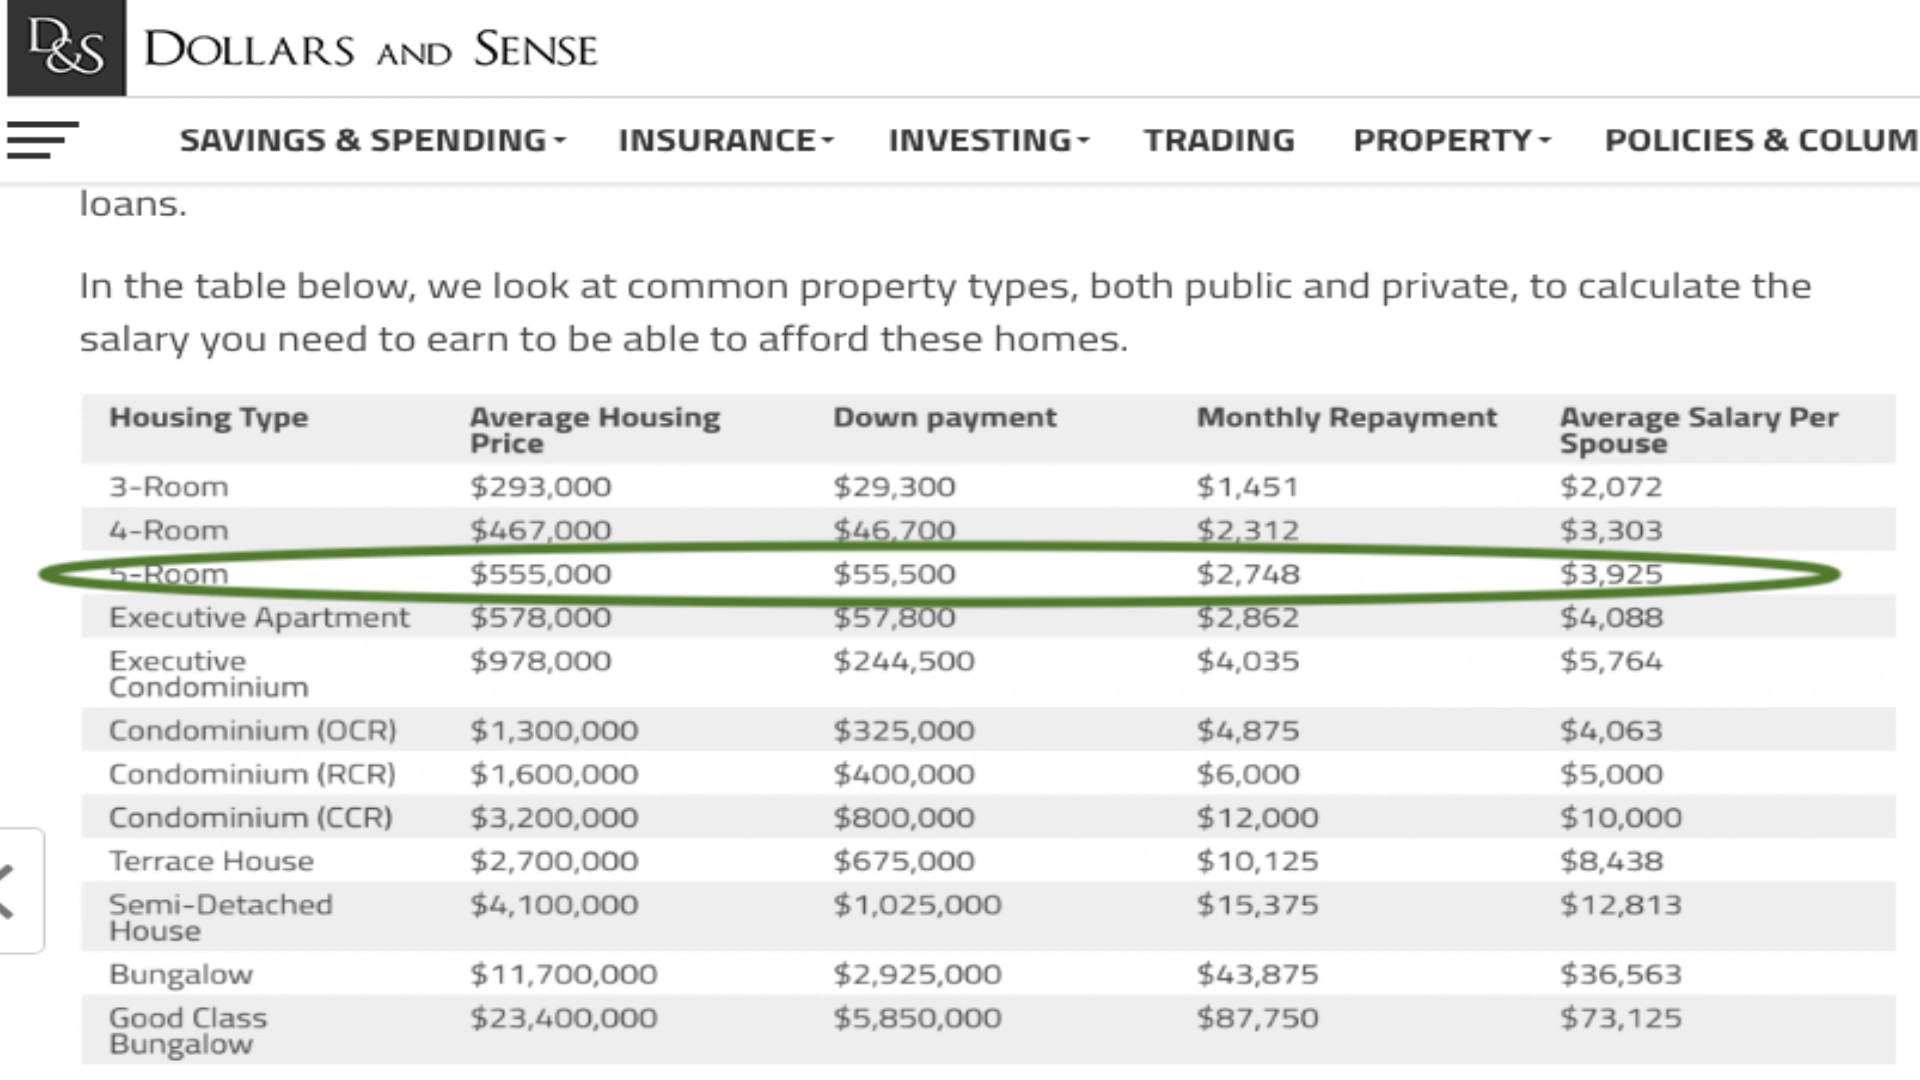 D&S DOLLARS AND SENSE
SAVINGS & SPENDING INSURANCE INVESTING TRADING PROPERTY POLICIES & COLUM
loans.
In the table below, we look at common property types, both public and private, to calculate the
salary you need to earn to be able to afford these homes.
Housing Type Average Housing Price Down payment Monthly Repayment Average Salary Per Spouse
3-Room $293,000 $29,300 $1,451 $2,072
4-Room $467,000 $46,700 $2,312 $3,303
5-Room $555,000 $55,500 $2,748 $3,925
Executive Apartment $578,000 $57,800 $2,862 $4,088
Executive Condominium $978,000 $244,500 $4,035 $5,764
Condominium (OCR) $1,300,000 $325,000 $4,875 $4,063
Condominium (RCR) $1,600,000 $400,000 $6,000 $5,000
Condominium (CCR) $3,200,000 $800,000 $12,000 $10,000
Terrace House $2,700,000 $675,000 $10,125 $8,438
Semi-Detached House $4,100,000 $1,025,000 $15,375 $12,813
Bungalow $11,700,000 $2,925,000 $43,875 $36,563
Good Class Bungalow $23,400,000 $5,850,000 $87,750 $73,125